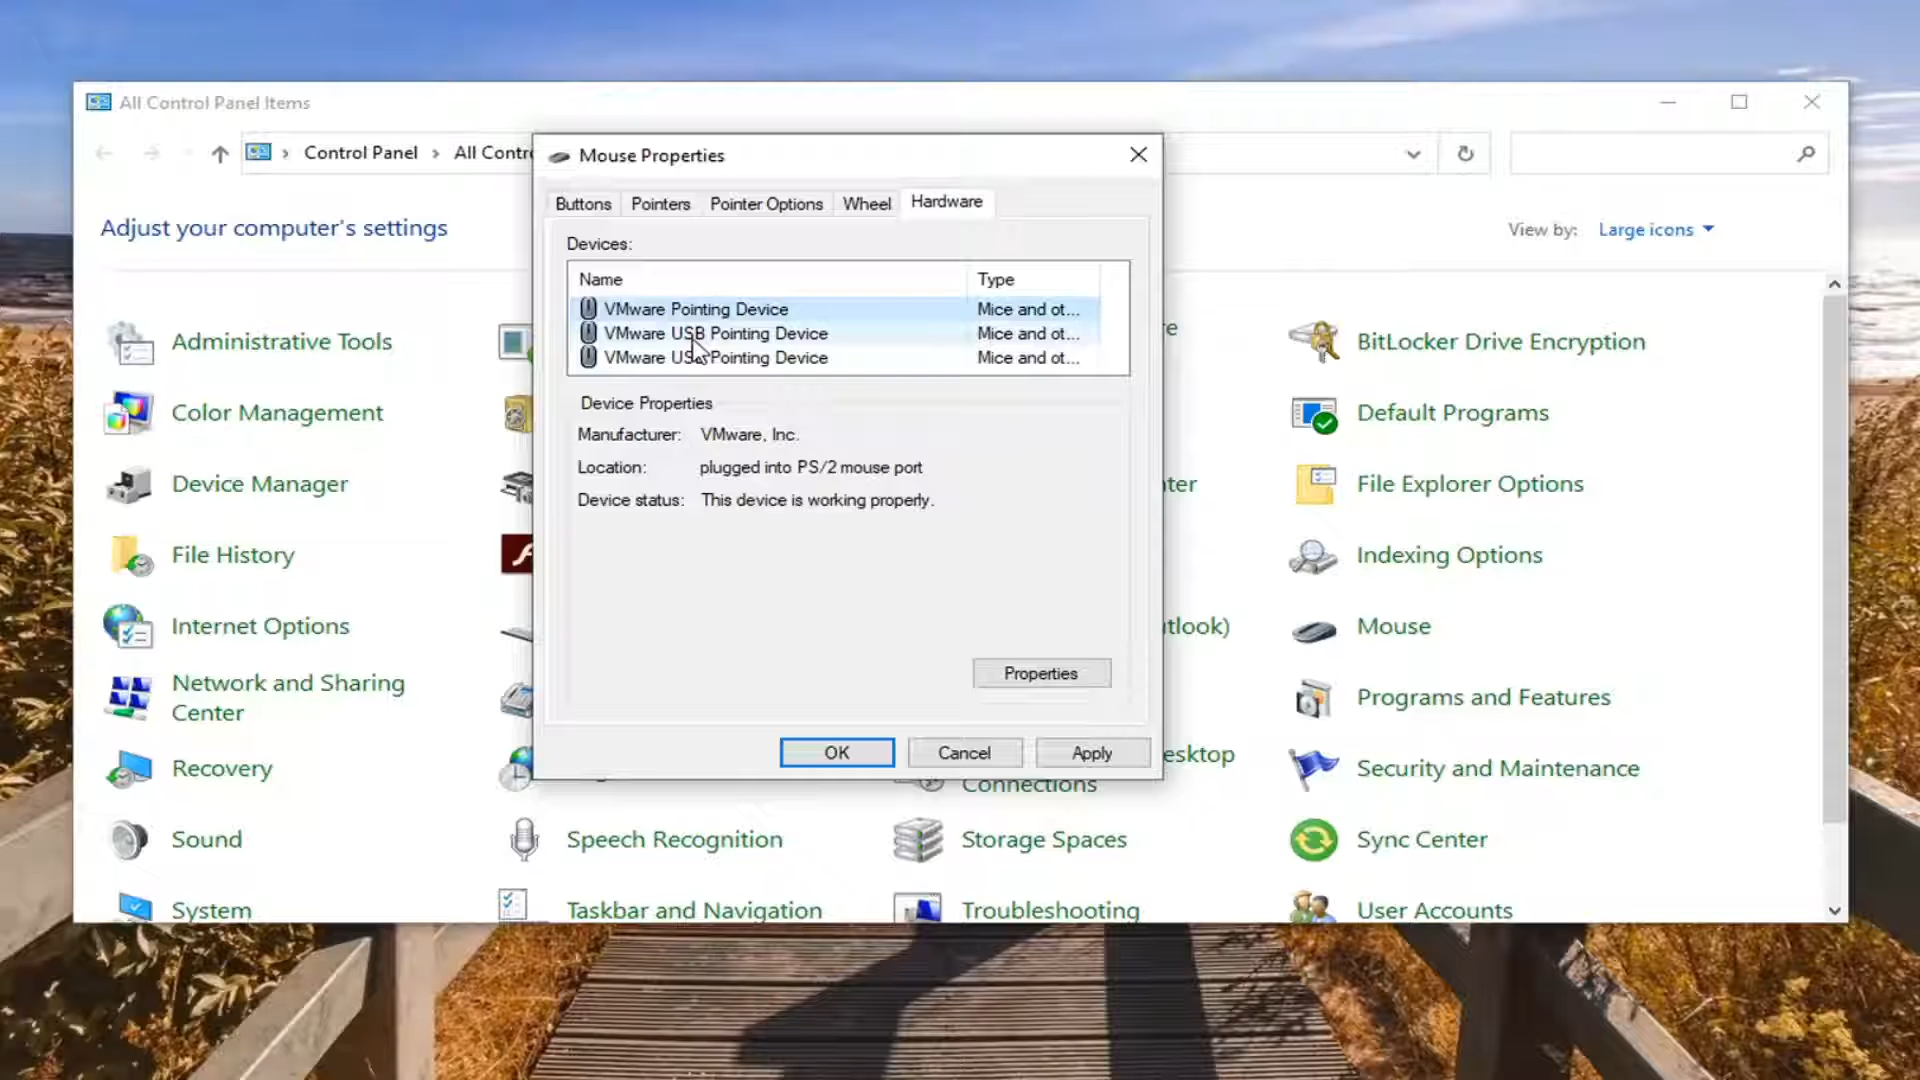 All Control Panel Items
Control Panel
All Contr
Adjust your computer's settings
View by: Large icons
Mouse Properties
Buttons Pointers Pointer Options Wheel Hardware
Devices:
Name Type
VMware Pointing Device Mice and ot...
VMware USB Pointing Device Mice and ot...
VMware USB Pointing Device Mice and ot...
Device Properties
Manufacturer: VMware, Inc.
Location: plugged into PS/2 mouse port
Device status: This device is working properly.
Properties
OK Cancel Apply
Administrative Tools
re
BitLocker Drive Encryption
Color Management
Default Programs
Device Manager
nter
File Explorer Options
File History
Indexing Options
Internet Options
tlook)
Mouse
Network and Sharing
Center
Programs and Features
Recovery
esktop
Connections
Security and Maintenance
Sound
Speech Recognition
Storage Spaces
Sync Center
System
Taskbar and Navigation
Troubleshooting
User Accounts